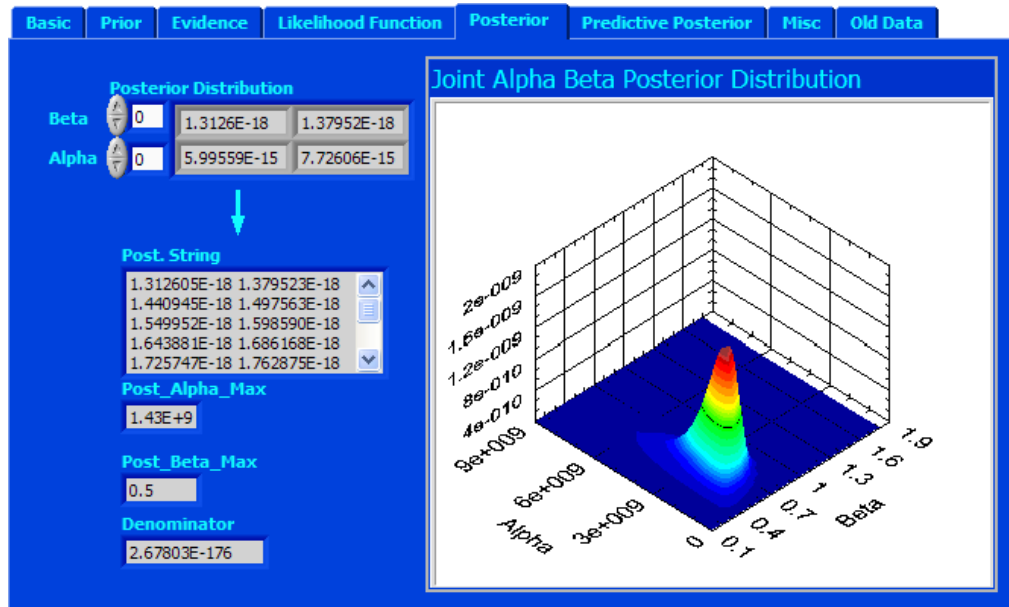 Basic Prior Evidence Likelihood Function Posterior Predictive Posterior Misc Old Data
Posterior Distribution
Beta 0 1.3126E-18 1.37952E-18
Alpha 0 5.99559E-15 7.72606E-15
Post. String
1.312605E-18 1.379523E-18
1.440945E-18 1.497563E-18
1.549952E-18 1.598590E-18
1.643881E-18 1.686168E-18
1.725747E-18 1.762875E-18
Post_Alpha_Max
1.43E+9
Post_Beta_Max
0.5
Denominator
2.67803E-176
Joint Alpha Beta Posterior Distribution
2e-009
1.6e-009
1.2e-009
8e-010
4e-010
9e+009
6e+009
3e+009
0
Alpha
0.1
0.4
0.7
1
1.3
1.6
1.9
Beta